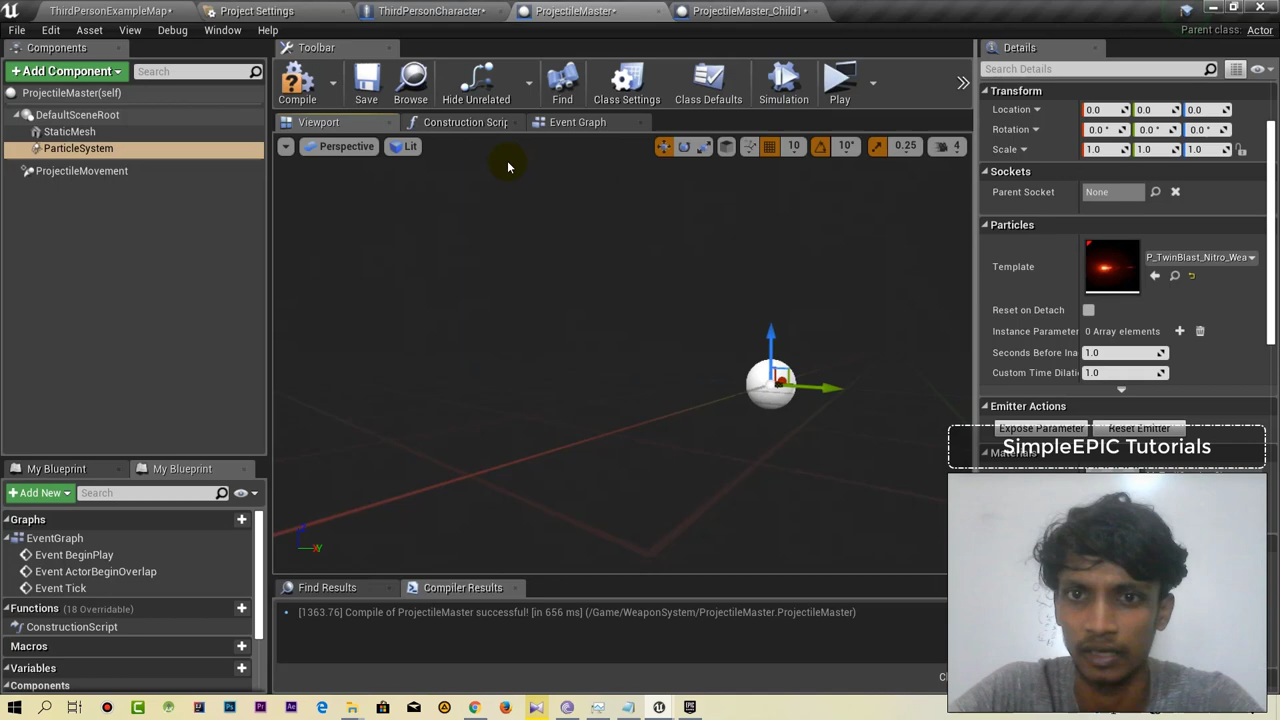 ThirdPersonExampleMap*
Project Settings
ThirdPersonCharacter*
ProjectileMaster*
ProjectileMaster_Child1*
File Edit Asset View Debug Window Help
Parent class: Actor
Components
Toolbar
Details
+ Add Component
Search
Compile
Save
Browse
Hide Unrelated
Find
Class Settings
Class Defaults
Simulation
Play
Search Details
ProjectileMaster(self)
DefaultSceneRoot
StaticMesh
ParticleSystem
ProjectileMovement
Viewport
Construction Scrip
Event Graph
Perspective
Lit
10
10°
0.25
4
Transform
Location 0.0 0.0 0.0
Rotation 0.0 ° 0.0 ° 0.0 °
Scale 1.0 1.0 1.0
Sockets
Parent Socket None
Particles
Template
P_TwinBlast_Nitro_Wea
Reset on Detach
Instance Parameter 0 Array elements
Seconds Before Ina 1.0
Custom Time Dilati 1.0
Emitter Actions
Expose Parameter
Reset Emitter
SimpleEPIC Tutorials
My Blueprint
My Blueprint
+ Add New
Search
Graphs
EventGraph
Event BeginPlay
Event ActorBeginOverlap
Event Tick
Functions (18 Overridable)
ConstructionScript
Macros
Variables
Components
Find Results
Compiler Results
[1363.76] Compile of ProjectileMaster successful! [in 656 ms] (/Game/WeaponSystem/ProjectileMaster.ProjectileMaster)